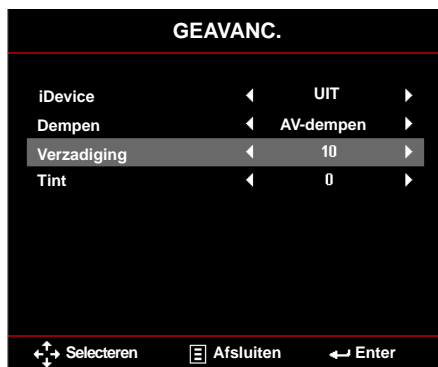 GEAVANC.
iDevice UIT
Dempen AV-dempen
Verzadiging 10
Tint 0
Selecteren Afsluiten Enter